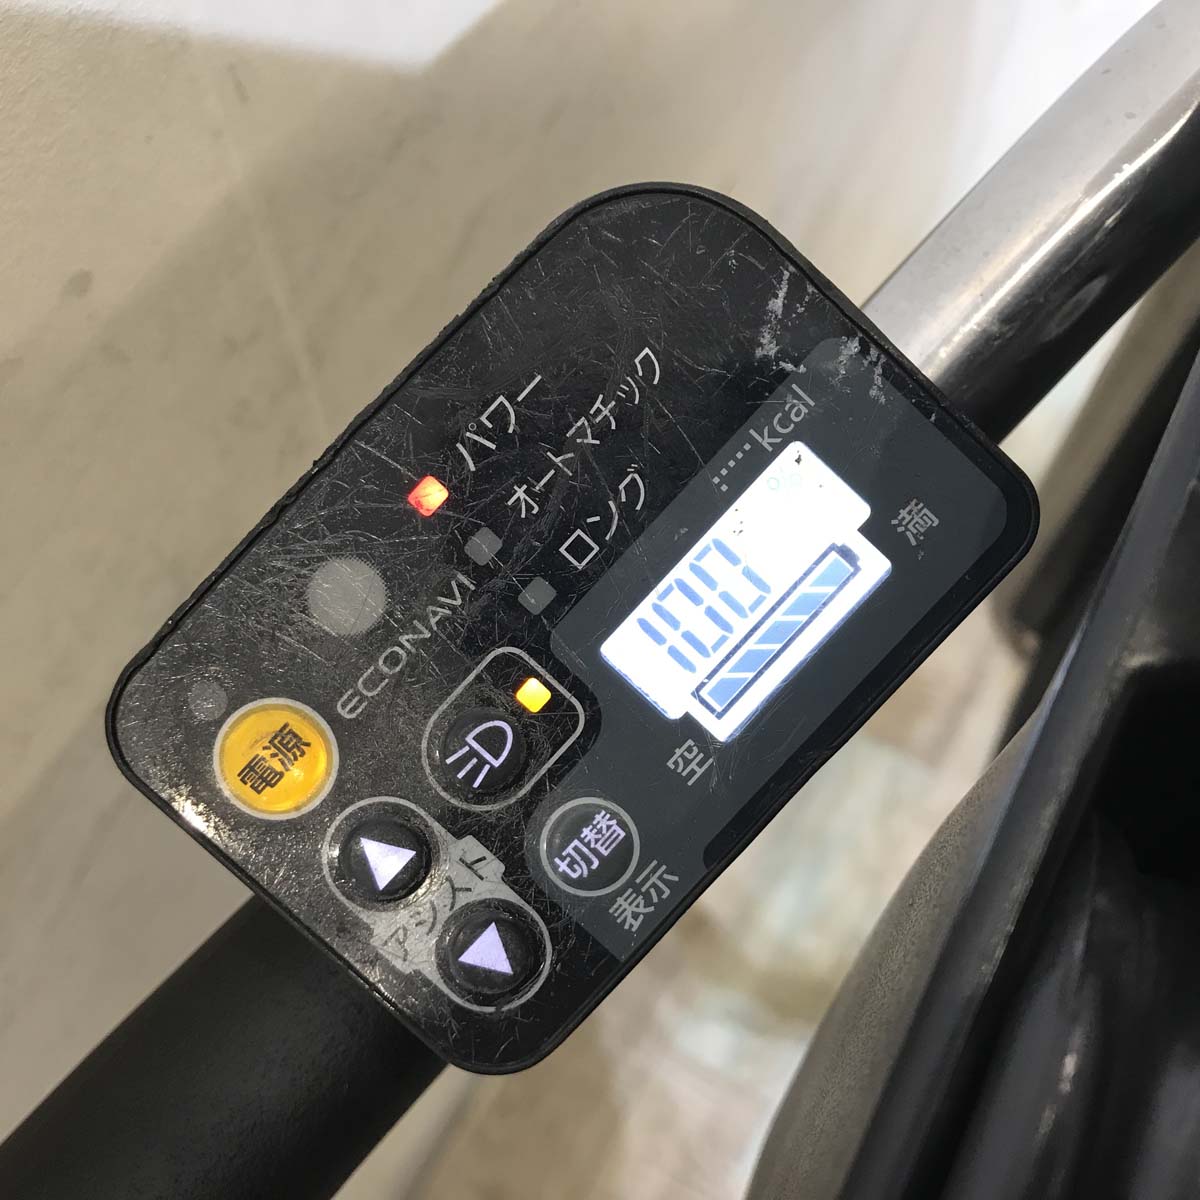 パワー
オートマチック
ロング
ECONAVI
kcal
%
100
満
空
電源
アシスト
切替
表示